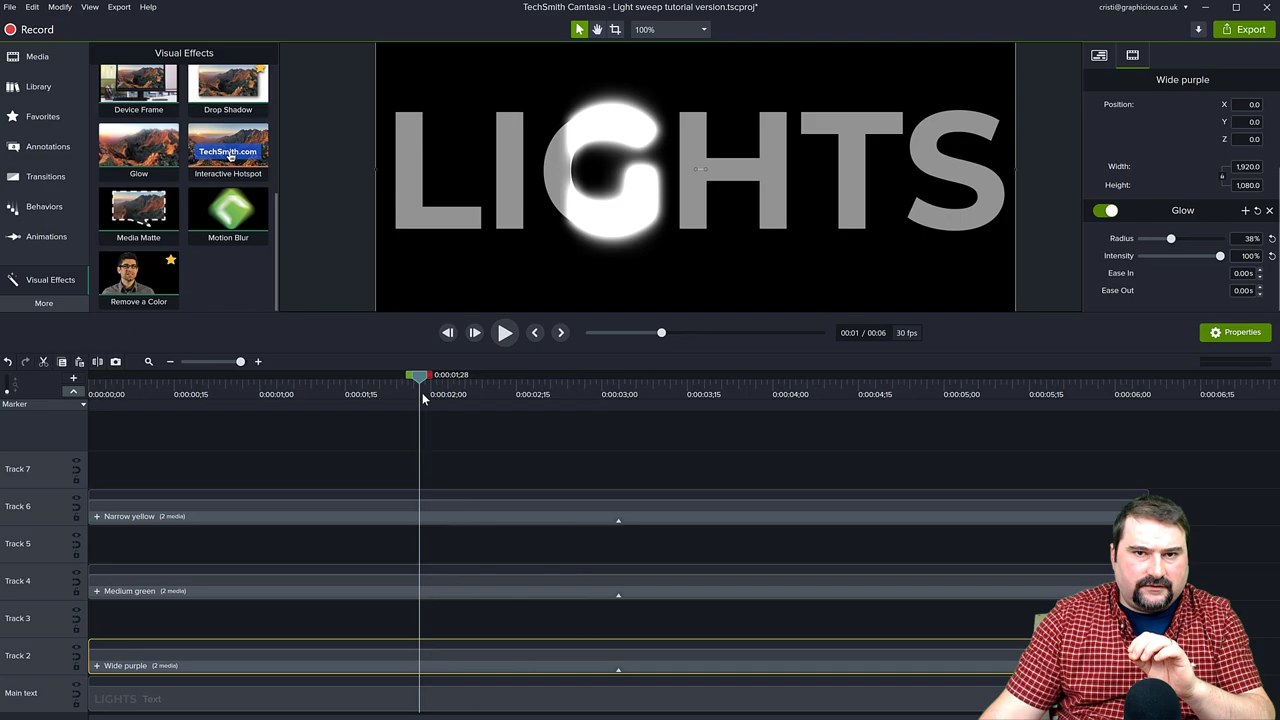 File Edit Modify View Export Help
TechSmith Camtasia - Light sweep tutorial version.tscproj*
cristi@graphicious.co.uk
Record
100%
Export
Media
Library
Favorites
Annotations
Transitions
Behaviors
Animations
Visual Effects
More
Visual Effects
Device Frame
Drop Shadow
Glow
TechSmith.com
Interactive Hotspot
Media Matte
Motion Blur
Remove a Color
LIGHTS
Wide purple
Position: X 0.0
Y 0.0
Z 0.0
Width: 1,920.0
Height: 1,080.0
Glow
Radius 38%
Intensity 100%
Ease In 0.00s
Ease Out 0.00s
00:01 / 00:06 30 fps
Properties
0:00:01;28
0:00:00;00 0:00:00;15 0:00:01;00 0:00:01;15 0:00:02;00 0:00:02;15 0:00:03;00 0:00:03;15 0:00:04;00 0:00:04;15 0:00:05;00 0:00:05;15 0:00:06;00 0:00:06;15
Marker
Track 7
Track 6
+ Narrow yellow (2 media)
Track 5
Track 4
+ Medium green (2 media)
Track 3
Track 2
+ Wide purple (2 media)
Main text
LIGHTS Text